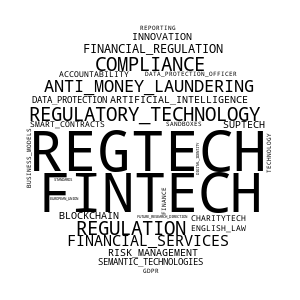 REPORTING
INNOVATION
FINANCIAL_REGULATION
COMPLIANCE
ACCOUNTABILITY DATA_PROTECTION_OFFICER
ANTI_MONEY_LAUNDERING
DATA_PROTECTION ARTIFICIAL_INTELLIGENCE
REGULATORY_TECHNOLOGY
SMART_CONTRACTS SANDBOXES SUPTECH
REGTECH
BUSINESS_MODELS
TECHNOLOGY
DIGITAL_IDENTITY
STANDARDS
FINTECH
EUROPEAN_UNION
FINANCE
BLOCKCHAIN FUTURE_RESEARCH_DIRECTION CHARITYTECH
REGULATION ENGLISH_LAW
FINANCIAL_SERVICES
RISK_MANAGEMENT
SEMANTIC_TECHNOLOGIES
GDPR